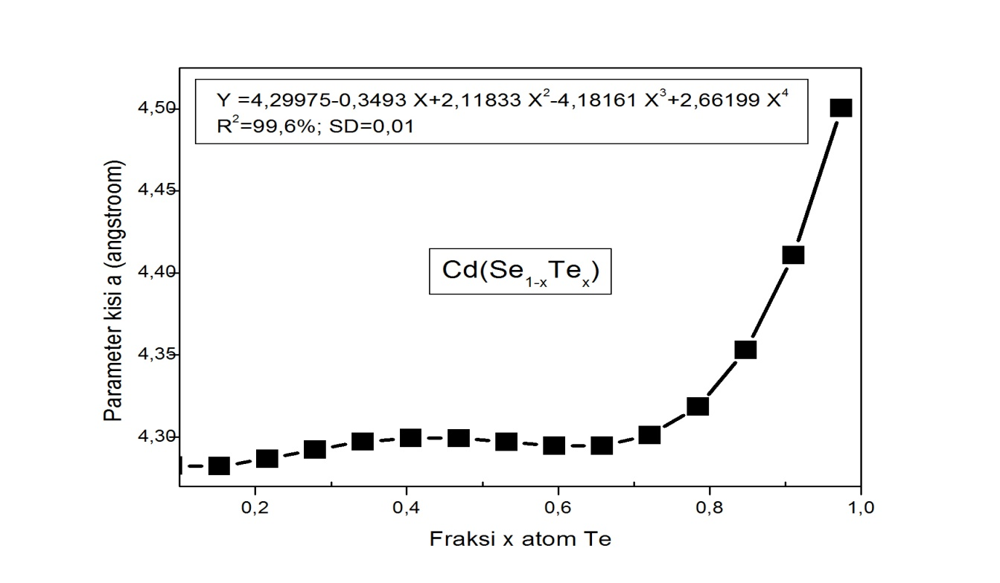 Y =4,29975-0,3493 X+2,11833 X²-4,18161 X³+2,66199 X⁴
R²=99,6%; SD=0,01
4,50
4,45
4,40
4,35
4,30
Parameter kisi a (angstroom)
Cd(Se₁₋ₓTeₓ)
0,2
0,4
0,6
0,8
1,0
Fraksi x atom Te